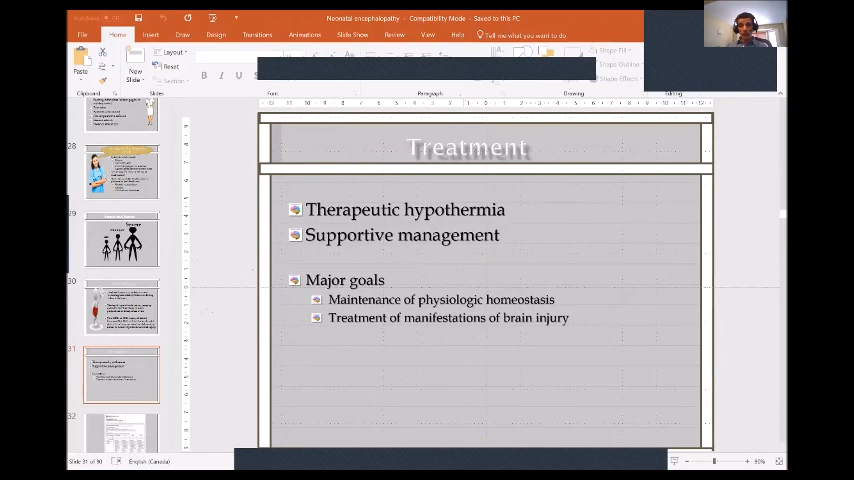 Neonatal encephalopathy - Compatibility Mode - Saved to this PC
File Home Insert Draw Design Transitions Animations Slide Show Review View Help Tell me what you want to do
Paste
New
Slide
Layout
Reset
Section
B I U S
Shape Fill
Shape Outline
Shape Effects
Clipboard Slides Font Paragraph Drawing Editing
28
29
30
31
32
Treatment
Therapeutic hypothermia
Supportive management
Major goals
Maintenance of physiologic homeostasis
Treatment of manifestations of brain injury
Slide 31 of 90 English (Canada) 90%